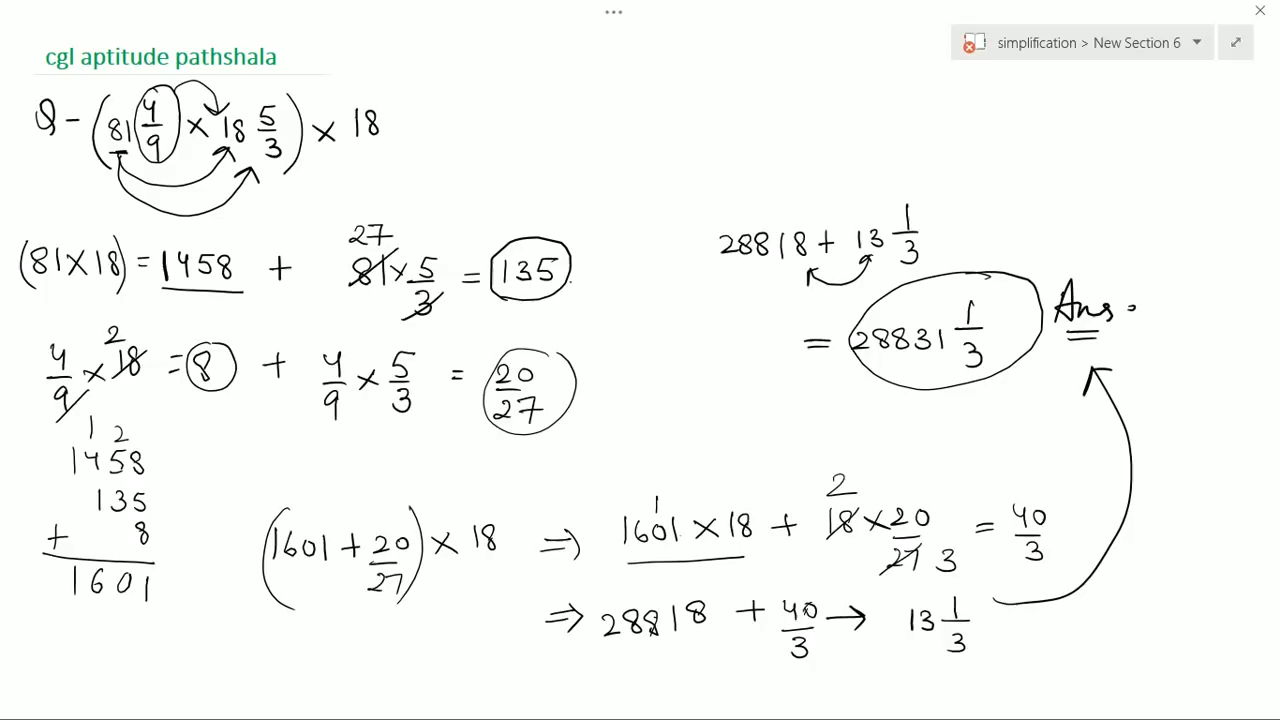 simplification > New Section 6
cgl aptitude pathshala
Q - (81 4/9 × 18 5/3) × 18
(81 × 18) = 1458 + 27 81 × 5/3 = 135
4/9 × 18 2 = 8 + 4/9 × 5/3 = 20/27
1 2
1458
135
+ 8
1601
(1601 + 20/27) × 18 ⇒ 1 1601 × 18 + 2 18 × 20/27 3 = 40/3
⇒ 28818 + 40/3 → 13 1/3
28818 + 13 1/3
= 28831 1/3 Ans.